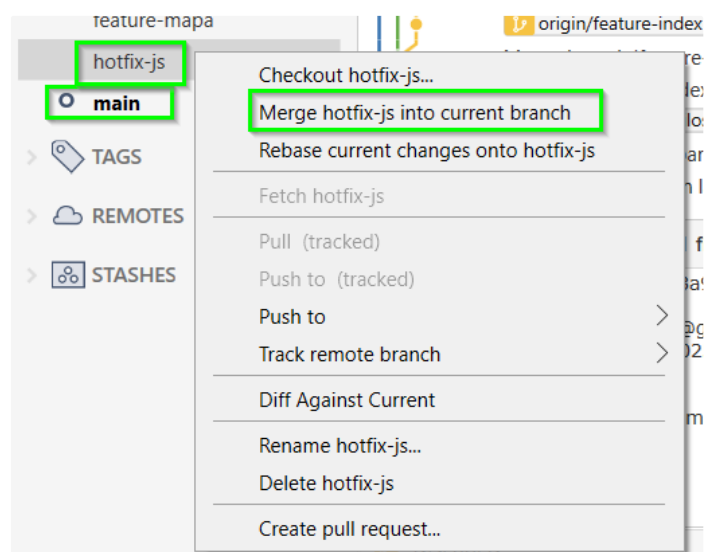 feature-mapa
origin/feature-index
hotfix-js
Checkout hotfix-js...
main
Merge hotfix-js into current branch
TAGS
Rebase current changes onto hotfix-js
Fetch hotfix-js
REMOTES
Pull (tracked)
STASHES
Push to (tracked)
Push to
Track remote branch
Diff Against Current
Rename hotfix-js...
Delete hotfix-js
Create pull request...